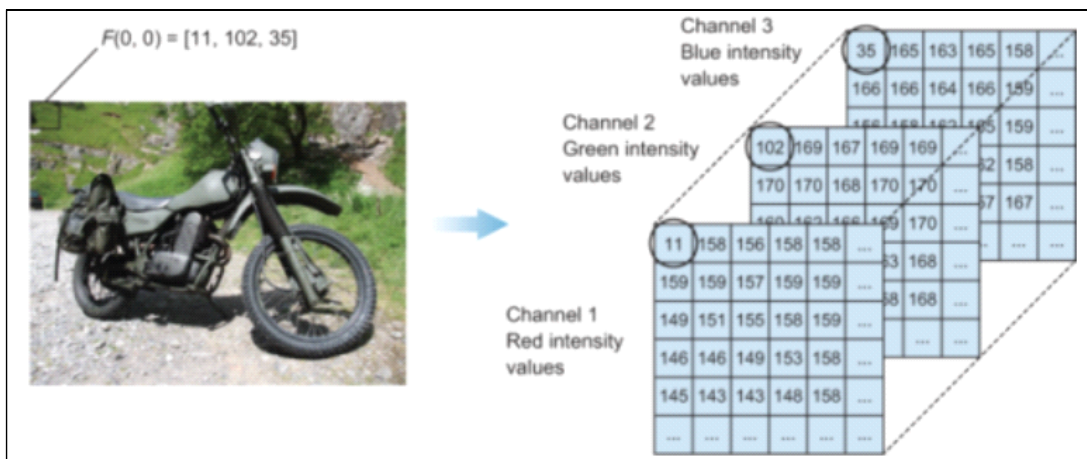 F(0, 0) = [11, 102, 35]
Channel 3
Blue intensity
values
35 165 163 165 158 ...
166 166 164 166 159 ...
159 ...
158 ...
167 ...
... ...
Channel 2
Green intensity
values
102 169 167 169 169 ...
170 170 168 170 170 ...
170 ...
168 ...
168 ...
... ...
Channel 1
Red intensity
values
11 158 156 158 158 ...
159 159 157 159 159 ...
149 151 155 158 159 ...
146 146 149 153 158 ...
145 143 143 148 158 ...
... ... ... ... ... ...